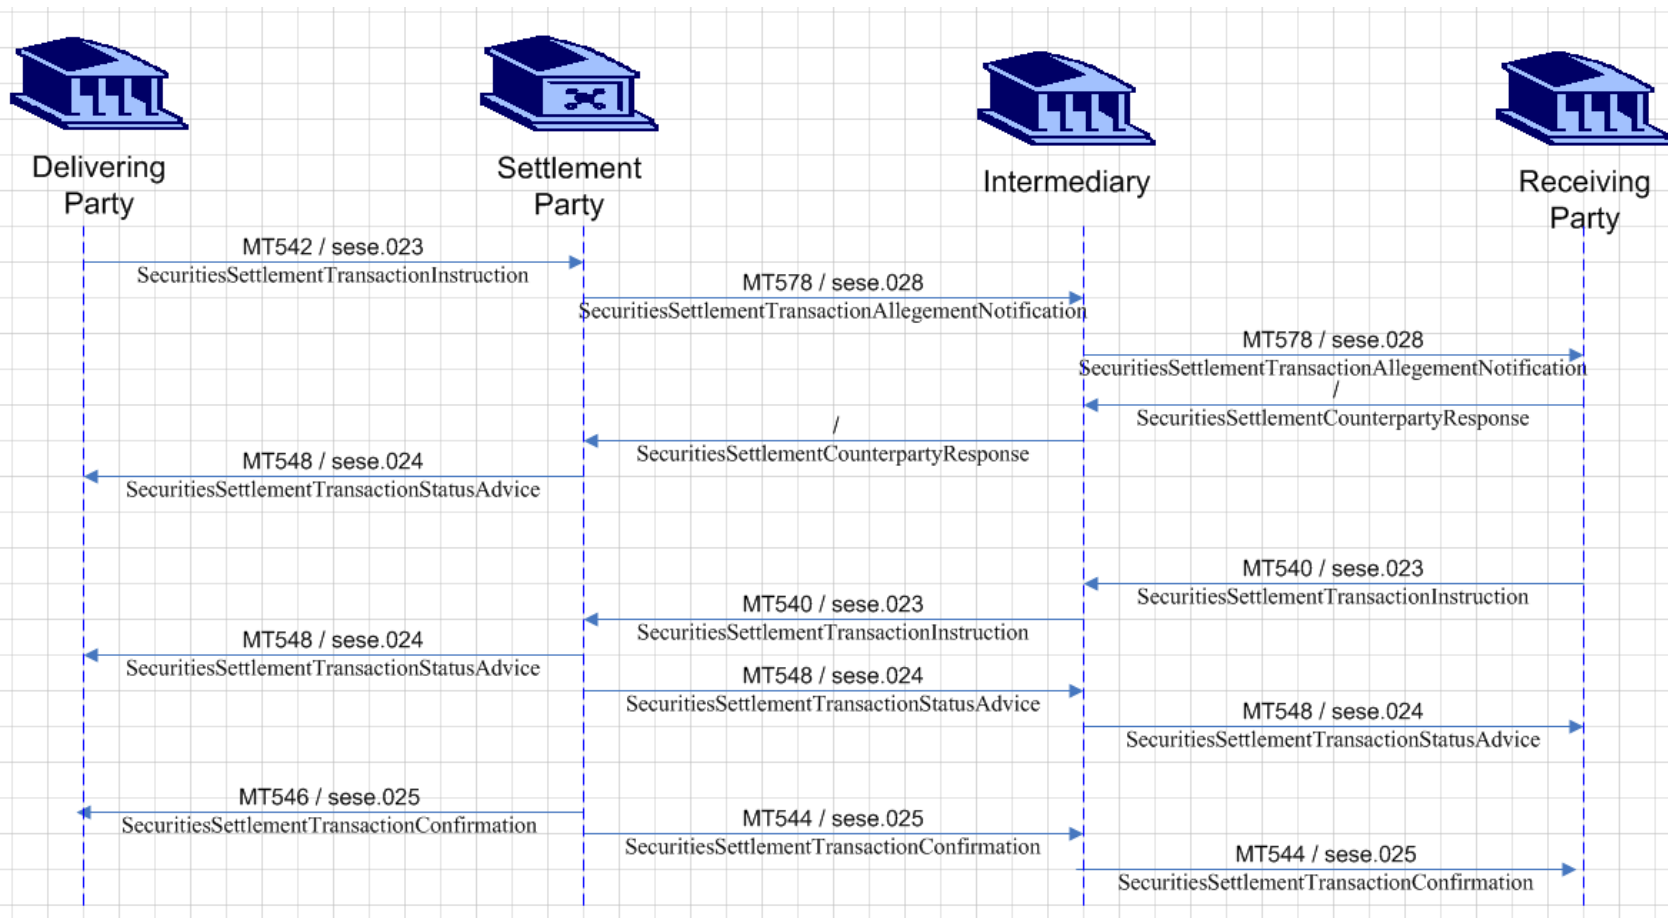 Delivering
Party
Settlement
Party
Intermediary
Receiving
Party
MT542 / sese.023
SecuritiesSettlementTransactionInstruction
MT578 / sese.028
SecuritiesSettlementTransactionAllegementNotification
MT578 / sese.028
SecuritiesSettlementTransactionAllegementNotification
/
SecuritiesSettlementCounterpartyResponse
/
SecuritiesSettlementCounterpartyResponse
MT548 / sese.024
SecuritiesSettlementTransactionStatusAdvice
MT540 / sese.023
SecuritiesSettlementTransactionInstruction
MT540 / sese.023
SecuritiesSettlementTransactionInstruction
MT548 / sese.024
SecuritiesSettlementTransactionStatusAdvice
MT548 / sese.024
SecuritiesSettlementTransactionStatusAdvice
MT548 / sese.024
SecuritiesSettlementTransactionStatusAdvice
MT546 / sese.025
SecuritiesSettlementTransactionConfirmation
MT544 / sese.025
SecuritiesSettlementTransactionConfirmation
MT544 / sese.025
SecuritiesSettlementTransactionConfirmation